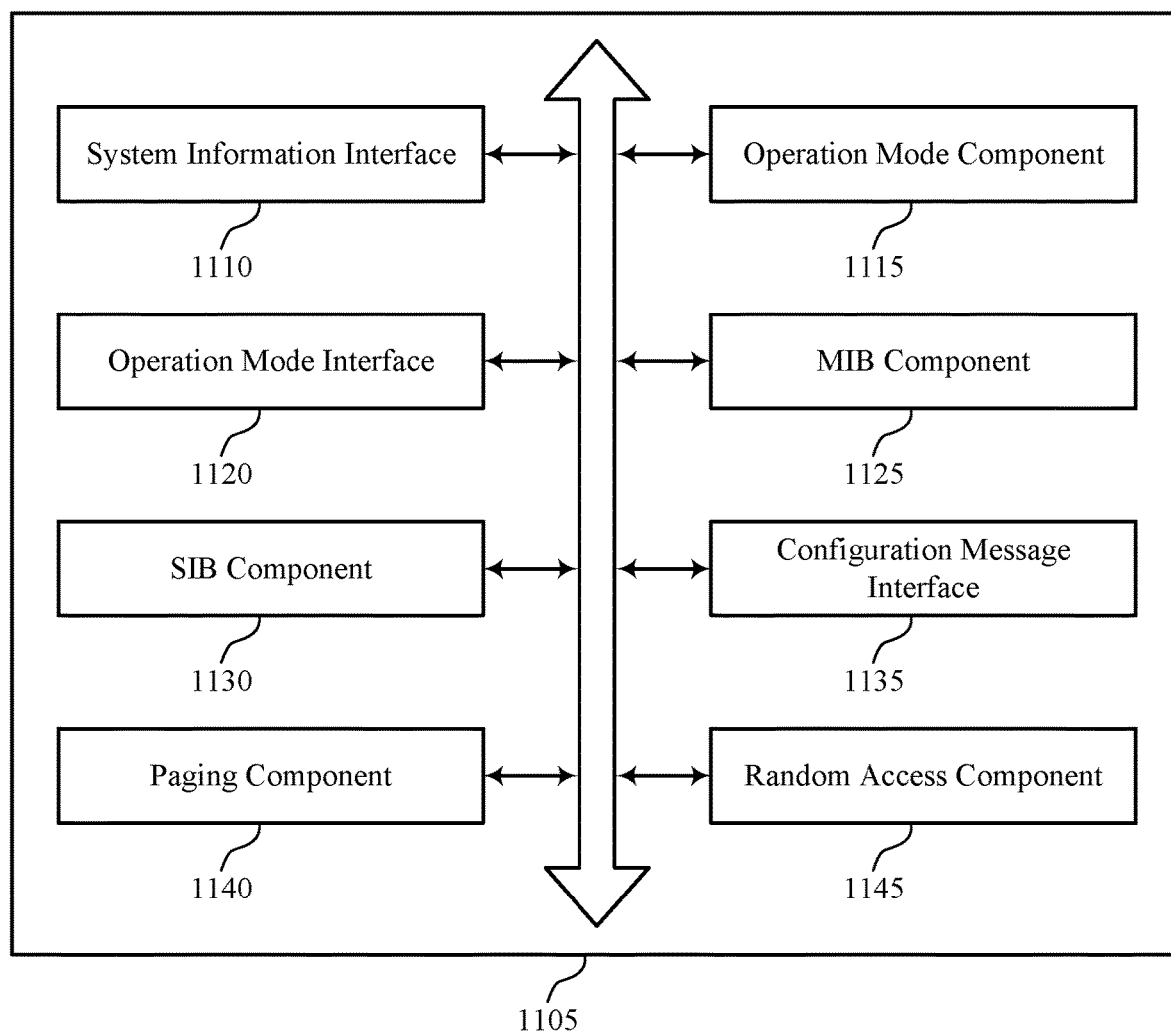 System Information Interface
1110
Operation Mode Component
1115
Operation Mode Interface
1120
MIB Component
1125
SIB Component
1130
Configuration Message
Interface
1135
Paging Component
1140
Random Access Component
1145
1105